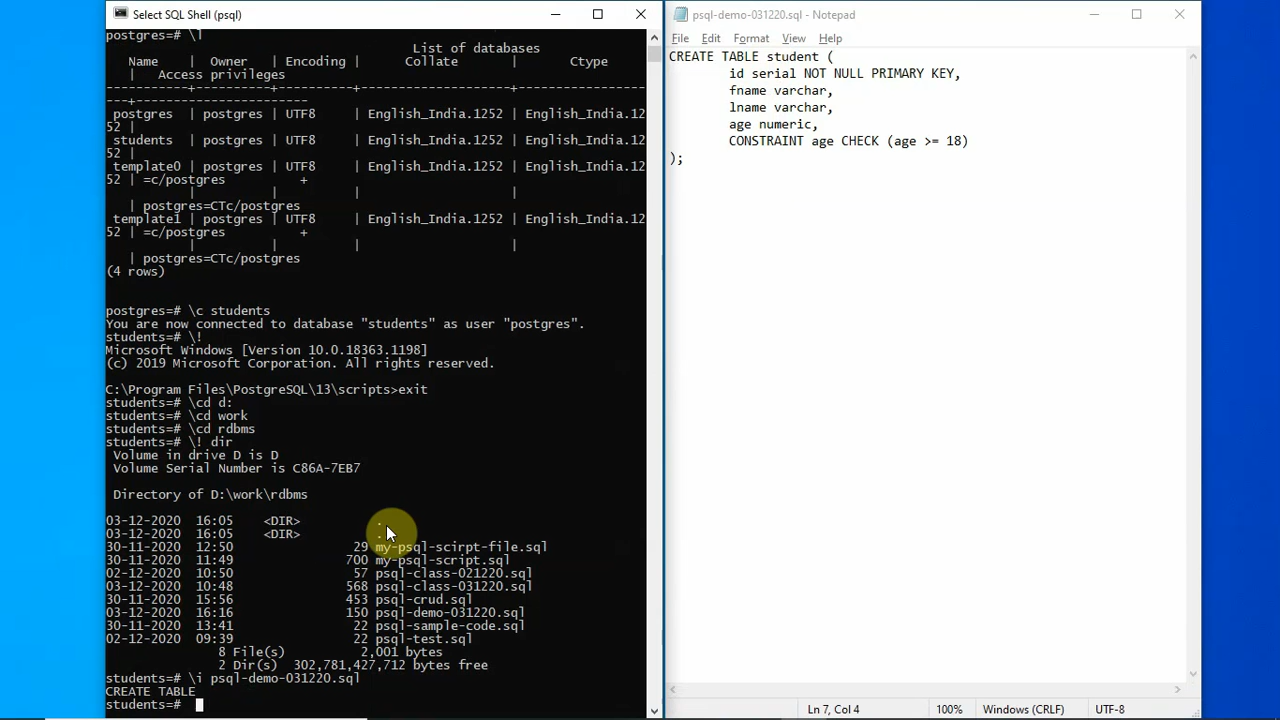 Select SQL Shell (psql)
postgres=# \l
List of databases
Name | Owner | Encoding | Collate | Ctype
| Access privileges
-----------+----------+----------+--------------------+-----------------
---+-----------------------
postgres | postgres | UTF8 | English_India.1252 | English_India.12
52 |
students | postgres | UTF8 | English_India.1252 | English_India.12
52 |
template0 | postgres | UTF8 | English_India.1252 | English_India.12
52 | =c/postgres +
| | | |
| postgres=CTc/postgres
template1 | postgres | UTF8 | English_India.1252 | English_India.12
52 | =c/postgres +
| | | |
| postgres=CTc/postgres
(4 rows)
postgres=# \c students
You are now connected to database "students" as user "postgres".
students=# \!
Microsoft Windows [Version 10.0.18363.1198]
(c) 2019 Microsoft Corporation. All rights reserved.
C:\Program Files\PostgreSQL\13\scripts>exit
students=# \cd d:
students=# \cd work
students=# \cd rdbms
students=# \! dir
Volume in drive D is D
Volume Serial Number is C86A-7EB7
Directory of D:\work\rdbms
03-12-2020 16:05 <DIR> .
03-12-2020 16:05 <DIR> ..
30-11-2020 12:50 29 my-psql-scirpt-file.sql
30-11-2020 11:49 700 my-psql-script.sql
02-12-2020 10:50 57 psql-class-021220.sql
03-12-2020 10:48 568 psql-class-031220.sql
30-11-2020 15:56 453 psql-crud.sql
03-12-2020 16:16 150 psql-demo-031220.sql
30-11-2020 13:41 22 psql-sample-code.sql
02-12-2020 09:39 22 psql-test.sql
8 File(s) 2,001 bytes
2 Dir(s) 302,781,427,712 bytes free
students=# \i psql-demo-031220.sql
CREATE TABLE
students=#
psql-demo-031220.sql - Notepad
File Edit Format View Help
CREATE TABLE student (
id serial NOT NULL PRIMARY KEY,
fname varchar,
lname varchar,
age numeric,
CONSTRAINT age CHECK (age >= 18)
);
Ln 7, Col 4 100% Windows (CRLF) UTF-8